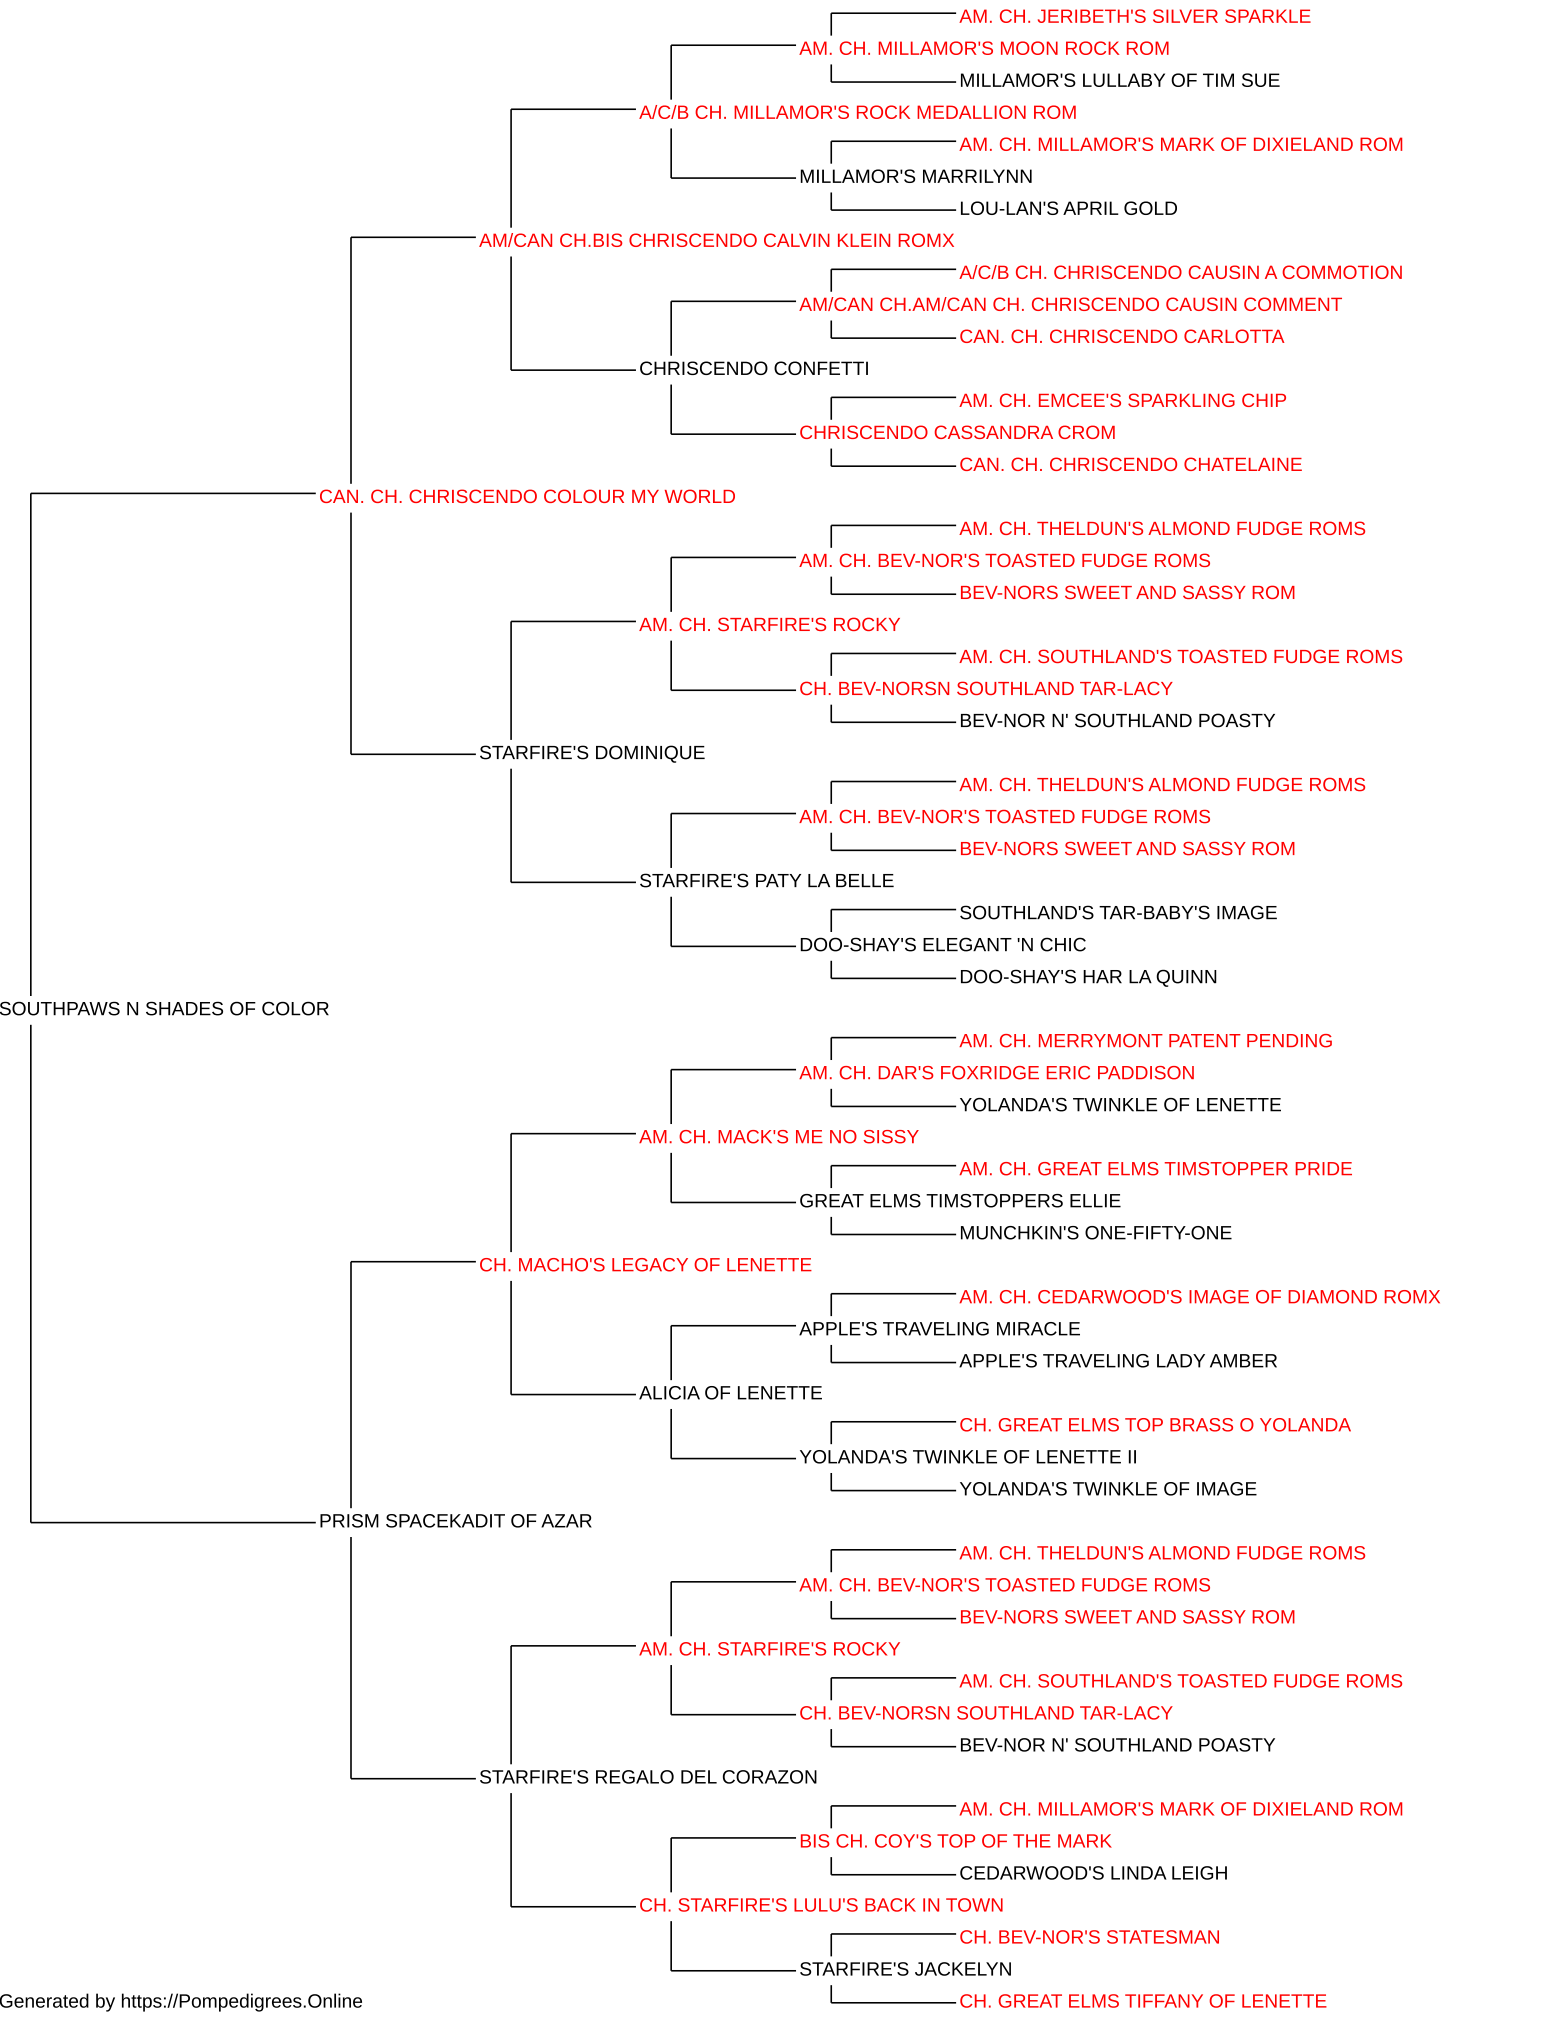 AM. CH. JERIBETH'S SILVER SPARKLE
AM. CH. MILLAMOR'S MOON ROCK ROM
MILLAMOR'S LULLABY OF TIM SUE
A/C/B CH. MILLAMOR'S ROCK MEDALLION ROM
AM. CH. MILLAMOR'S MARK OF DIXIELAND ROM
MILLAMOR'S MARRILYNN
LOU-LAN'S APRIL GOLD
AM/CAN CH.BIS CHRISCENDO CALVIN KLEIN ROMX
A/C/B CH. CHRISCENDO CAUSIN A COMMOTION
AM/CAN CH.AM/CAN CH. CHRISCENDO CAUSIN COMMENT
CAN. CH. CHRISCENDO CARLOTTA
CHRISCENDO CONFETTI
AM. CH. EMCEE'S SPARKLING CHIP
CHRISCENDO CASSANDRA CROM
CAN. CH. CHRISCENDO CHATELAINE
CAN. CH. CHRISCENDO COLOUR MY WORLD
AM. CH. THELDUN'S ALMOND FUDGE ROMS
AM. CH. BEV-NOR'S TOASTED FUDGE ROMS
BEV-NORS SWEET AND SASSY ROM
AM. CH. STARFIRE'S ROCKY
AM. CH. SOUTHLAND'S TOASTED FUDGE ROMS
CH. BEV-NORSN SOUTHLAND TAR-LACY
BEV-NOR N' SOUTHLAND POASTY
STARFIRE'S DOMINIQUE
AM. CH. THELDUN'S ALMOND FUDGE ROMS
AM. CH. BEV-NOR'S TOASTED FUDGE ROMS
BEV-NORS SWEET AND SASSY ROM
STARFIRE'S PATY LA BELLE
SOUTHLAND'S TAR-BABY'S IMAGE
DOO-SHAY'S ELEGANT 'N CHIC
DOO-SHAY'S HAR LA QUINN
SOUTHPAWS N SHADES OF COLOR
AM. CH. MERRYMONT PATENT PENDING
AM. CH. DAR'S FOXRIDGE ERIC PADDISON
YOLANDA'S TWINKLE OF LENETTE
AM. CH. MACK'S ME NO SISSY
AM. CH. GREAT ELMS TIMSTOPPER PRIDE
GREAT ELMS TIMSTOPPERS ELLIE
MUNCHKIN'S ONE-FIFTY-ONE
CH. MACHO'S LEGACY OF LENETTE
AM. CH. CEDARWOOD'S IMAGE OF DIAMOND ROMX
APPLE'S TRAVELING MIRACLE
APPLE'S TRAVELING LADY AMBER
ALICIA OF LENETTE
CH. GREAT ELMS TOP BRASS O YOLANDA
YOLANDA'S TWINKLE OF LENETTE II
YOLANDA'S TWINKLE OF IMAGE
PRISM SPACEKADIT OF AZAR
AM. CH. THELDUN'S ALMOND FUDGE ROMS
AM. CH. BEV-NOR'S TOASTED FUDGE ROMS
BEV-NORS SWEET AND SASSY ROM
AM. CH. STARFIRE'S ROCKY
AM. CH. SOUTHLAND'S TOASTED FUDGE ROMS
CH. BEV-NORSN SOUTHLAND TAR-LACY
BEV-NOR N' SOUTHLAND POASTY
STARFIRE'S REGALO DEL CORAZON
AM. CH. MILLAMOR'S MARK OF DIXIELAND ROM
BIS CH. COY'S TOP OF THE MARK
CEDARWOOD'S LINDA LEIGH
CH. STARFIRE'S LULU'S BACK IN TOWN
CH. BEV-NOR'S STATESMAN
STARFIRE'S JACKELYN
CH. GREAT ELMS TIFFANY OF LENETTE
Generated by https://Pompedigrees.Online